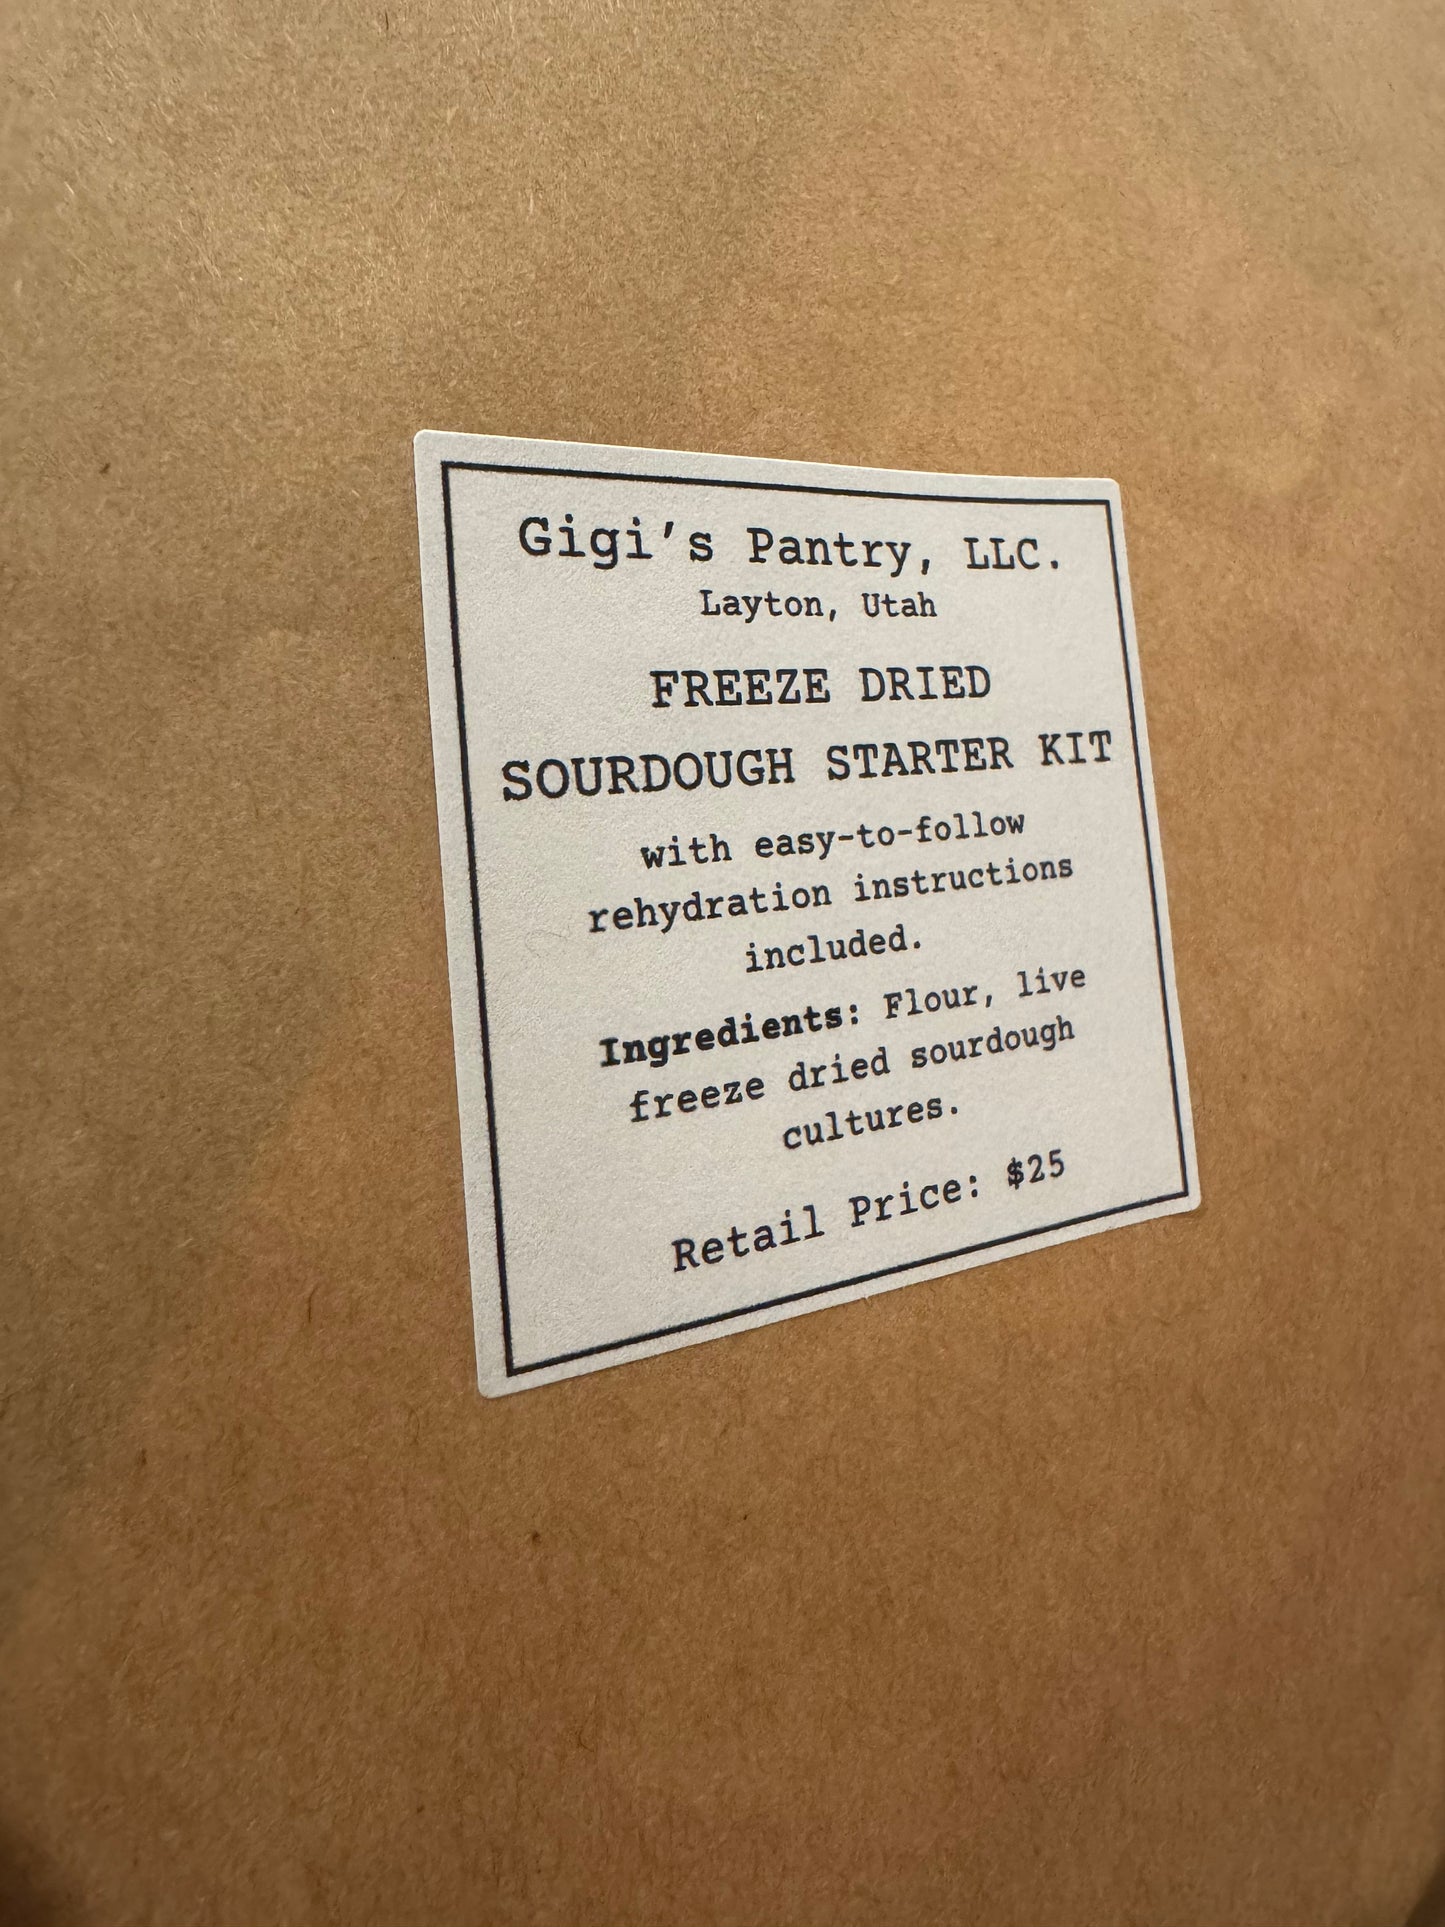 Gigi's Pantry, LLC.
Layton, Utah
FREEZE DRIED
SOURDOUGH STARTER KIT
with easy-to-follow
rehydration instructions
included.
Ingredients: Flour, live
freeze dried sourdough
cultures.
Retail Price: $25